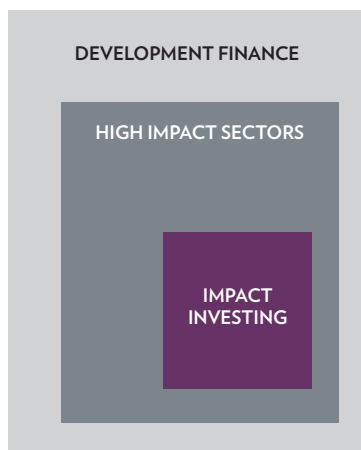 DEVELOPMENT FINANCE
HIGH IMPACT SECTORS
IMPACT
INVESTING